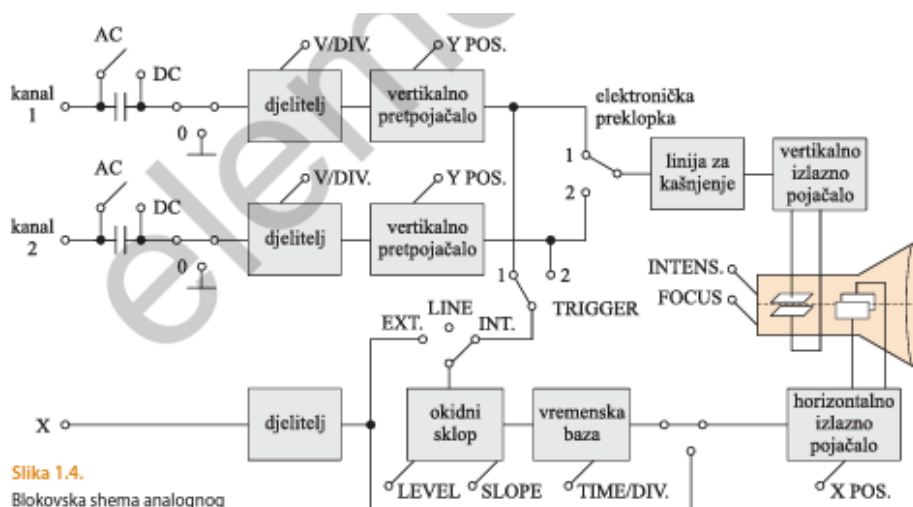 AC
V/DIV.
Y POS.
DC
kanal
1
0
djelitelj
vertikalno
pretpojačalo
elektronička
preklopka
1
2
linija za
kašnjenje
vertikalno
izlazno
pojačalo
AC
V/DIV.
Y POS.
DC
kanal
2
0
djelitelj
vertikalno
pretpojačalo
1
2
TRIGGER
INTENS.
FOCUS
LINE
EXT.
INT.
X
djelitelj
okidni
sklop
vremenska
baza
horizontalno
izlazno
pojačalo
LEVEL
SLOPE
TIME/DIV.
X POS.
Slika 1.4.
Blokovska shema analognog
elem